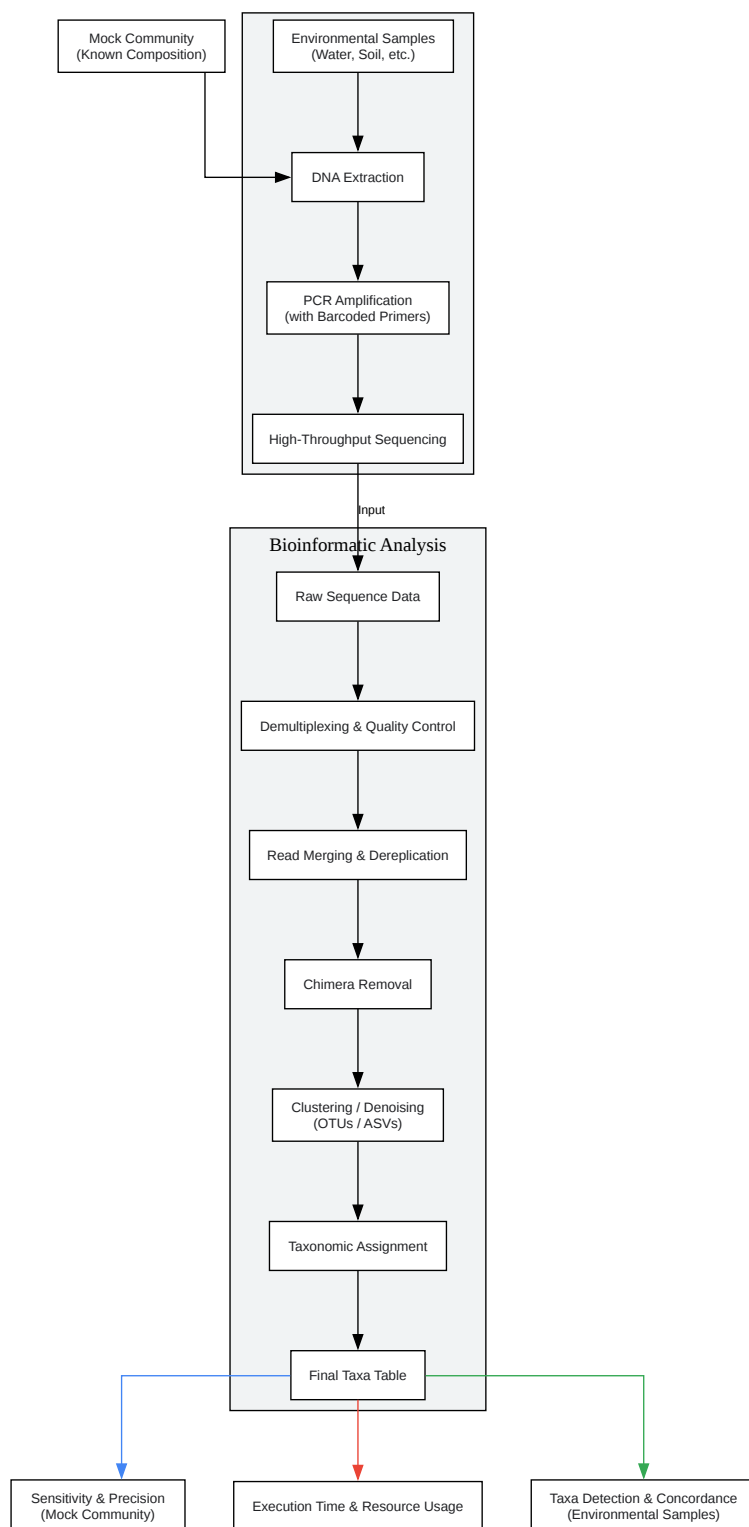 Mock Community
(Known Composition)
Environmental Samples
(Water, Soil, etc.)
DNA Extraction
PCR Amplification
(with Barcoded Primers)
High-Throughput Sequencing
Input
Bioinformatic Analysis
Raw Sequence Data
Demultiplexing & Quality Control
Read Merging & Dereplication
Chimera Removal
Clustering / Denoising
(OTUs / ASVs)
Taxonomic Assignment
Final Taxa Table
Sensitivity & Precision
(Mock Community)
Execution Time & Resource Usage
Taxa Detection & Concordance
(Environmental Samples)